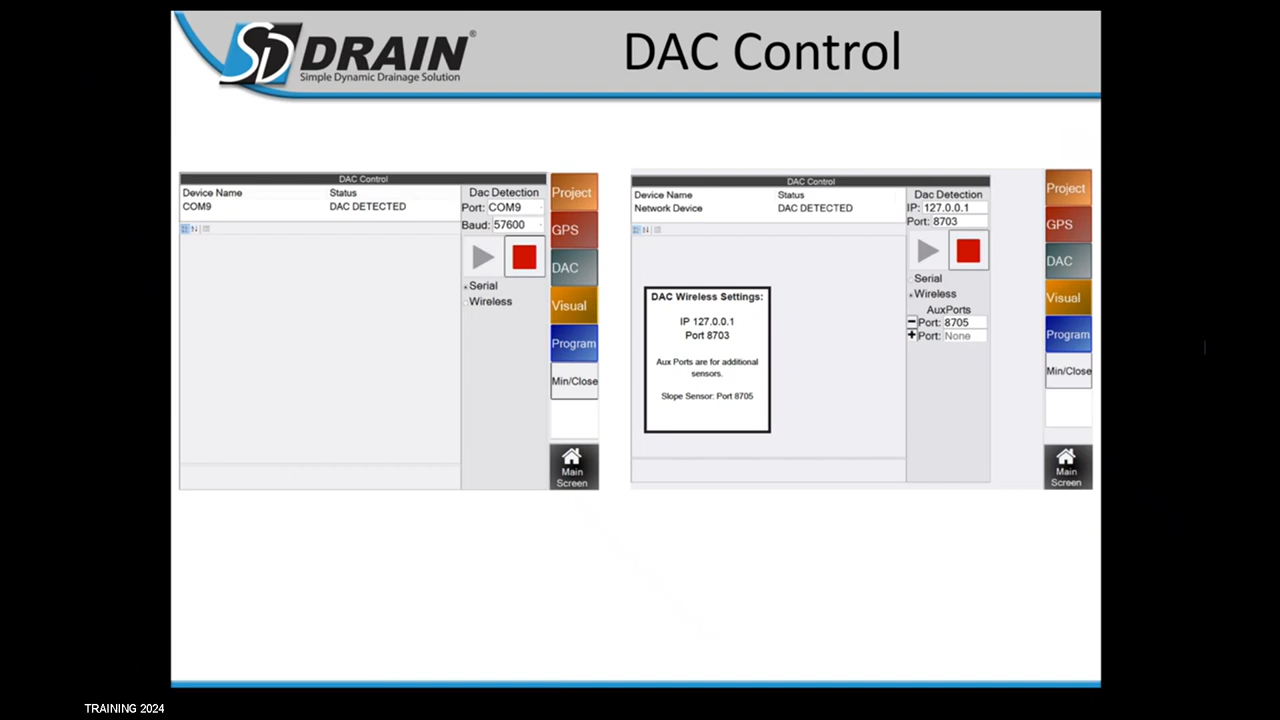 SD DRAIN®
Simple Dynamic Drainage Solution
DAC Control
DAC Control
Device Name Status
COM9 DAC DETECTED
Dac Detection
Port: COM9
Baud: 57600
Serial
Wireless
Project
GPS
DAC
Visual
Program
Min/Close
Main
Screen
DAC Control
Device Name Status
Network Device DAC DETECTED
Dac Detection
IP: 127.0.0.1
Port: 8703
Serial
Wireless
AuxPorts
Port: 8705
Port: None
DAC Wireless Settings:
IP 127.0.0.1
Port 8703
Aux Ports are for additional
sensors.
Slope Sensor: Port 8705
Project
GPS
DAC
Visual
Program
Min/Close
Main
Screen
TRAINING 2024